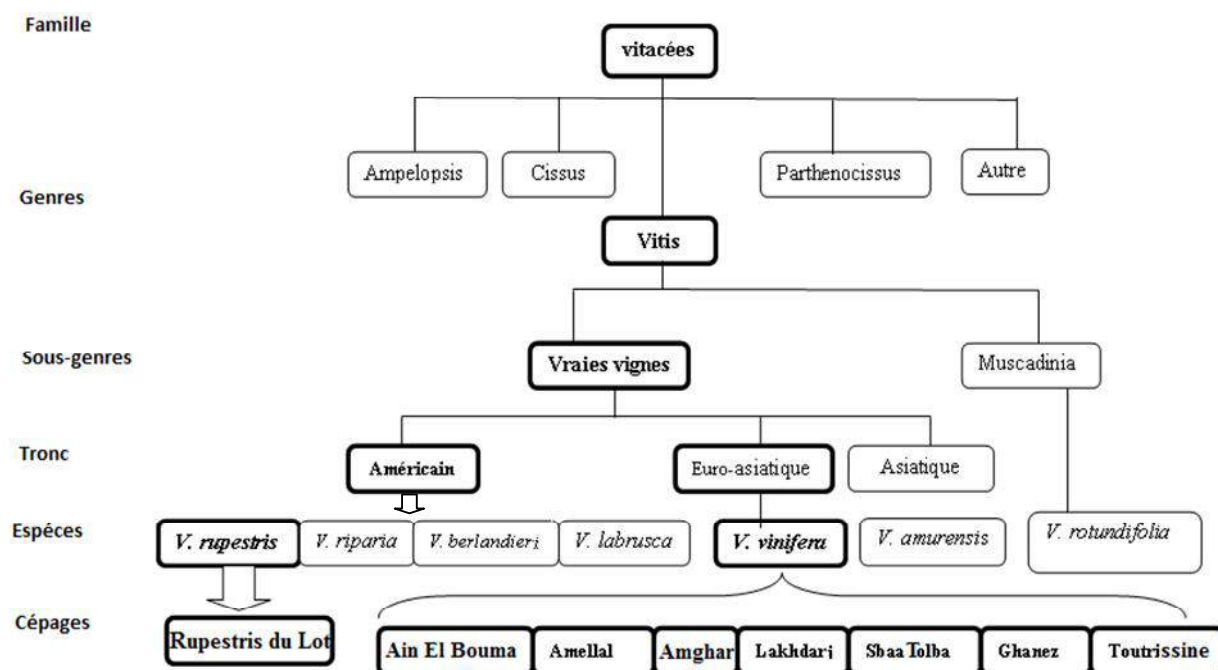 Famille
vitacées
Ampelopsis Cissus Parthenocissus Autre
Genres
Vitis
Sous-genres
Vraies vignes Muscadinia
Tronc
Américain Euro-asiatique Asiatique
Espéces
V. rupestris V. riparia V. berlandieri V. labrusca V. vinifera V. amurensis V. rotundifolia
Cépages
Rupestris du Lot Ain El Bouma Amellal Amghar Lakhdari Sbaa Tolba Ghanez Toutrissine